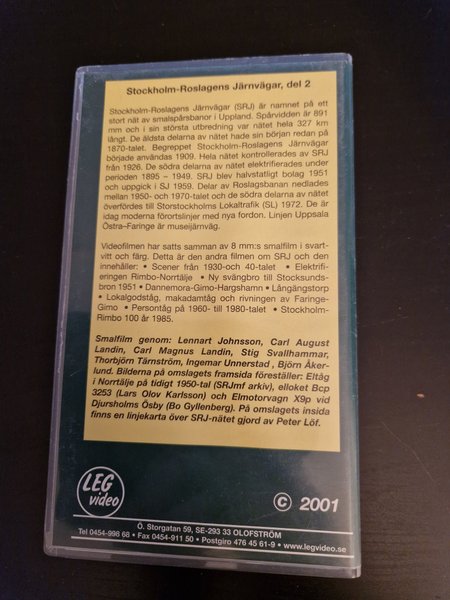 Stockholm-Roslagens Järnvägar, del 2
Stockholm-Roslagens Järnvägar (SRJ) är namnet på ett
stort nät av smalspårsbanor i Uppland. Spårvidden är 891
mm och i sin största utbredning var nätet hela 327 km
långt. De äldsta delarna av nätet hade sin början redan på
1870-talet. Begreppet Stockholm-Roslagens Järnvägar
började användas 1909. Hela nätet kontrollerades av SRJ
från 1926. De södra delarna av nätet elektrifierades under
perioden 1895 – 1949. SRJ blev halvstatligt bolag 1951
och uppgick i SJ 1959. Delar av Roslagsbanan nedlades
mellan 1950- och 1970-talet och de södra delarna av nätet
överfördes till Storstockholms Lokaltrafik (SL) 1972. De är
idag moderna förortslinjer med nya fordon. Linjen Uppsala
Östra–Faringe är museijärnväg.
Videofilmen har satts samman av 8 mm:s smalfilm i svart-
vitt och färg. Detta är den andra filmen om SRJ och den
innehåller: • Scener från 1930-och 40-talet • Elektrifi-
eringen Rimbo-Norrtälje • Ny svängbro till Stocksunds-
bron 1951 • Dannemora-Gimo-Hargshamn • Långängstorp
• Lokalgodståg, makadamtåg och rivningen av Faringe-
Gimo • Persontåg på 1960- till 1980-talet • Stockholm-
Rimbo 100 år 1985.
Smalfilm genom: Lennart Johnsson, Carl August
Landin, Carl Magnus Landin, Stig Svallhammar,
Thorbjörn Tärnström, Ingemar Unnerstad , Björn Åker-
lund. Bilderna på omslagets framsida föreställer: Eltåg
i Norrtälje på tidigt 1950-tal (SRJmf arkiv), elloket Bcp
3253 (Lars Olov Karlsson) och Elmotorvagn X9p vid
Djursholms Ösby (Bo Gyllenberg). På omslagets insida
finns en linjekarta över SRJ-nätet gjord av Peter Löf.
LEG
video
© 2001
Ö. Storgatan 59, SE-293 33 OLOFSTRÖM
Tel 0454-998 68 • Fax 0454-911 50 • Postgiro 476 45 61-9 • www.legvideo.se